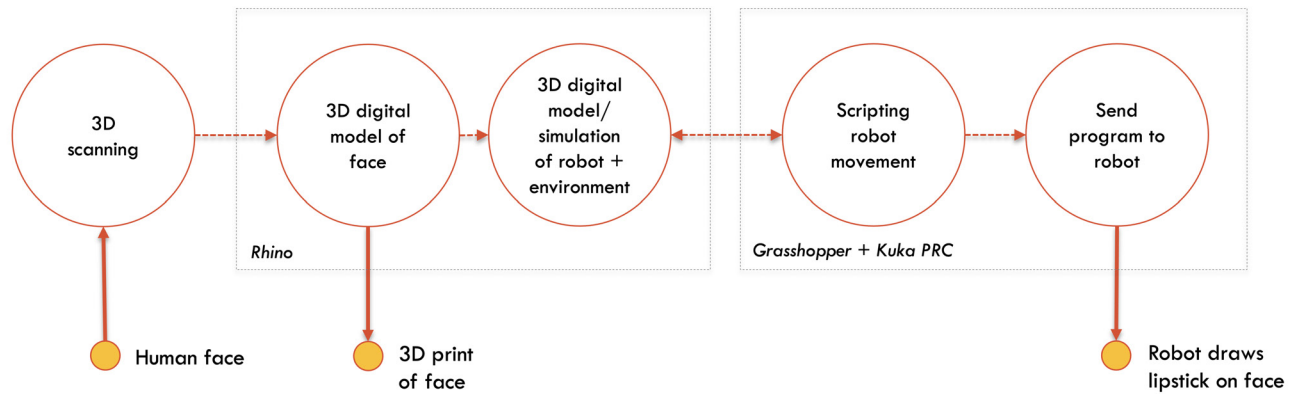 3D
scanning
3D digital
model of
face
3D digital
model/
simulation
of robot +
environment
Scripting
robot
movement
Send
program to
robot
Rhino
Grasshopper + Kuka PRC
Human face
3D print
of face
Robot draws
lipstick on face